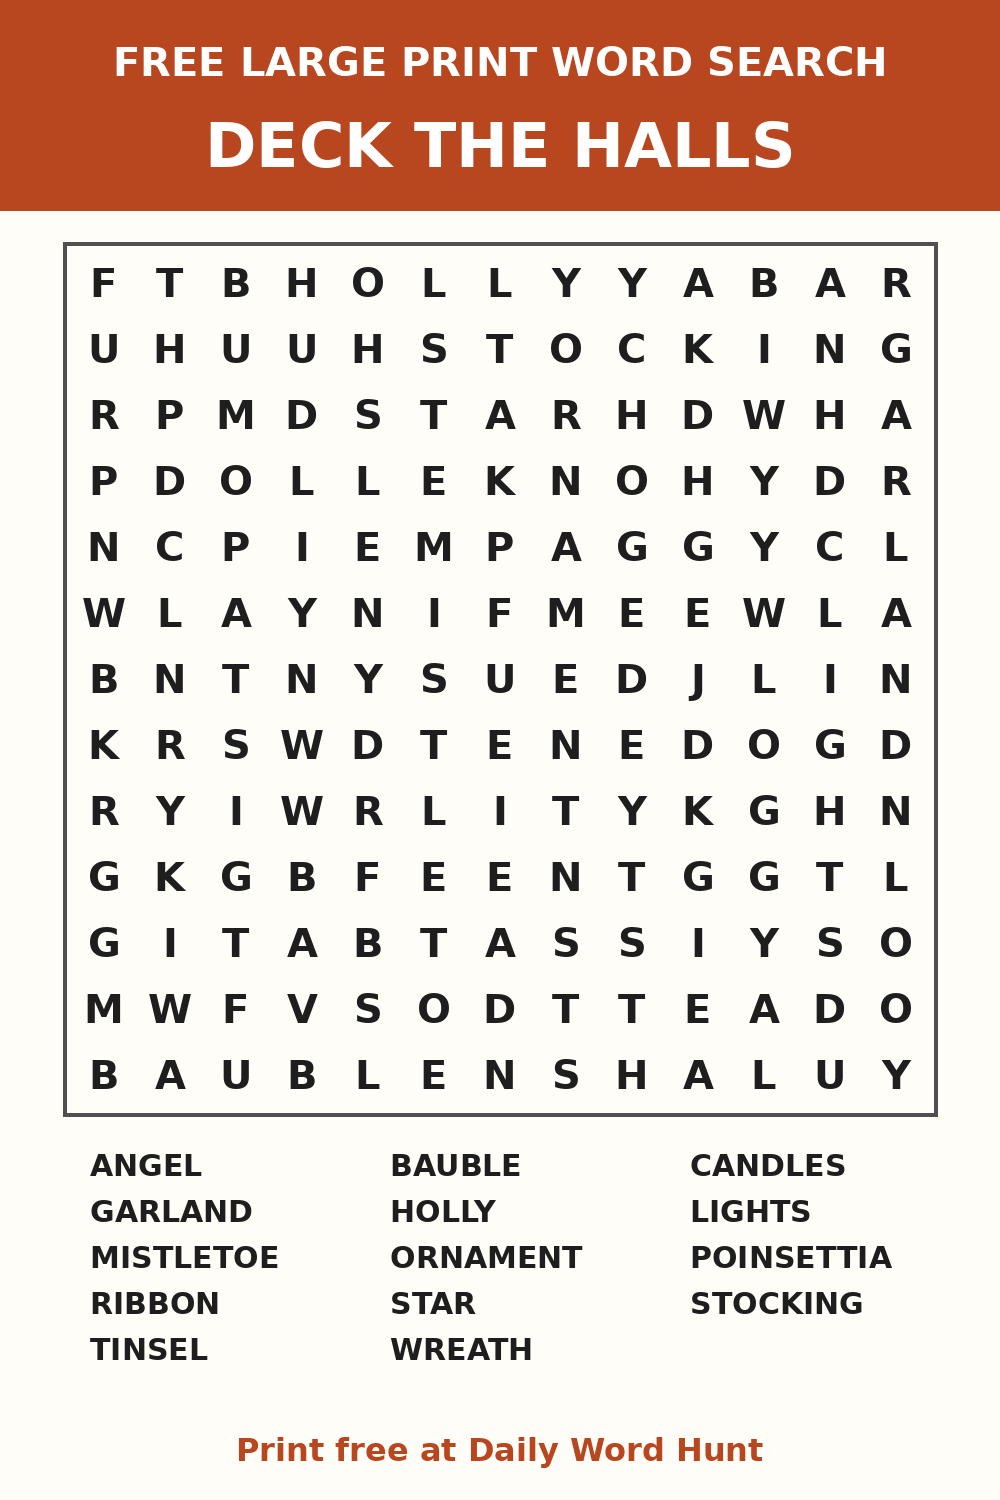 FREE LARGE PRINT WORD SEARCH
DECK THE HALLS
F T B H O L L Y Y A B A R
U H U U H S T O C K I N G
R P M D S T A R H D W H A
P D O L L E K N O H Y D R
N C P I E M P A G G Y C L
W L A Y N I F M E E W L A
B N T N Y S U E D J L I N
K R S W D T E N E D O G D
R Y I W R L I T Y K G H N
G K G B F E E N T G G T L
G I T A B T A S S I Y S O
M W F V S O D T T E A D O
B A U B L E N S H A L U Y
ANGEL BAUBLE CANDLES
GARLAND HOLLY LIGHTS
MISTLETOE ORNAMENT POINSETTIA
RIBBON STAR STOCKING
TINSEL WREATH
Print free at Daily Word Hunt